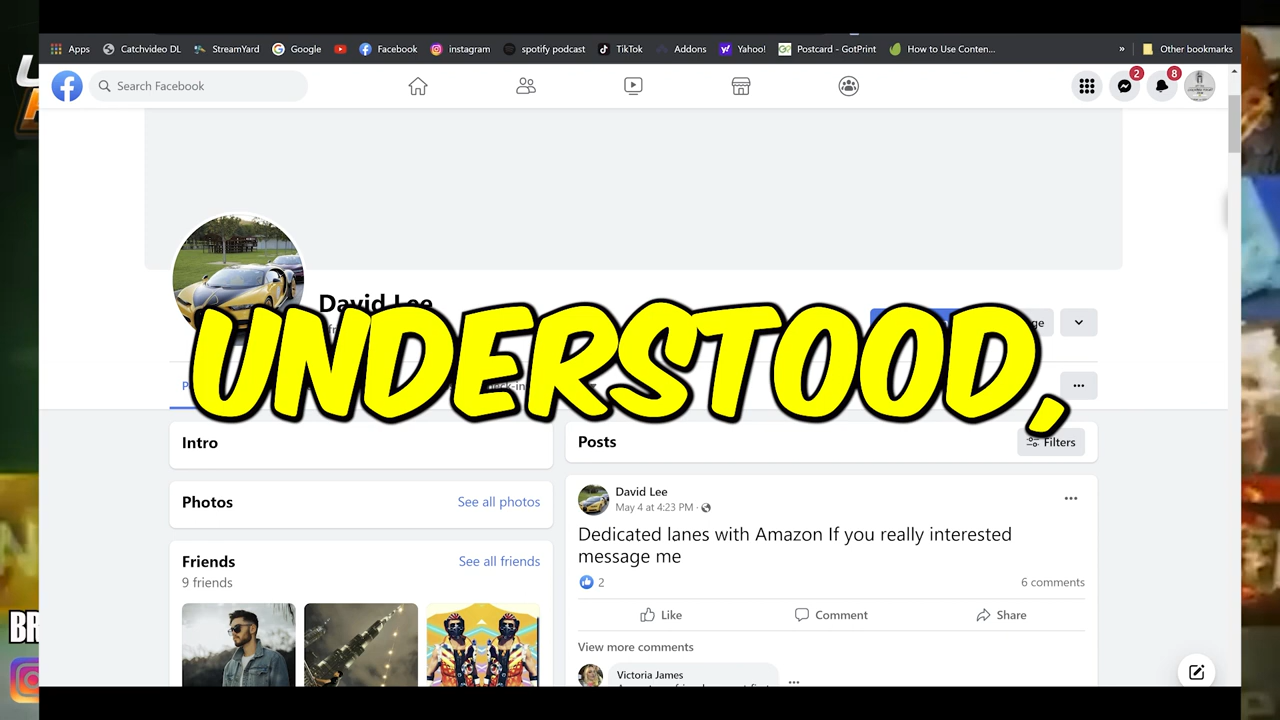 Apps Catchvideo DL StreamYard Google Facebook instagram spotify podcast TikTok Addons Yahoo! Postcard - GotPrint How to Use Conten... » Other bookmarks
Search Facebook
2
8
David Lee
UNDERSTOOD,
Intro
Posts
Filters
Photos
See all photos
David Lee
May 4 at 4:23 PM ·
Dedicated lanes with Amazon If you really interested
message me
Friends
See all friends
9 friends
2
6 comments
Like
Comment
Share
View more comments
Victoria James
BR